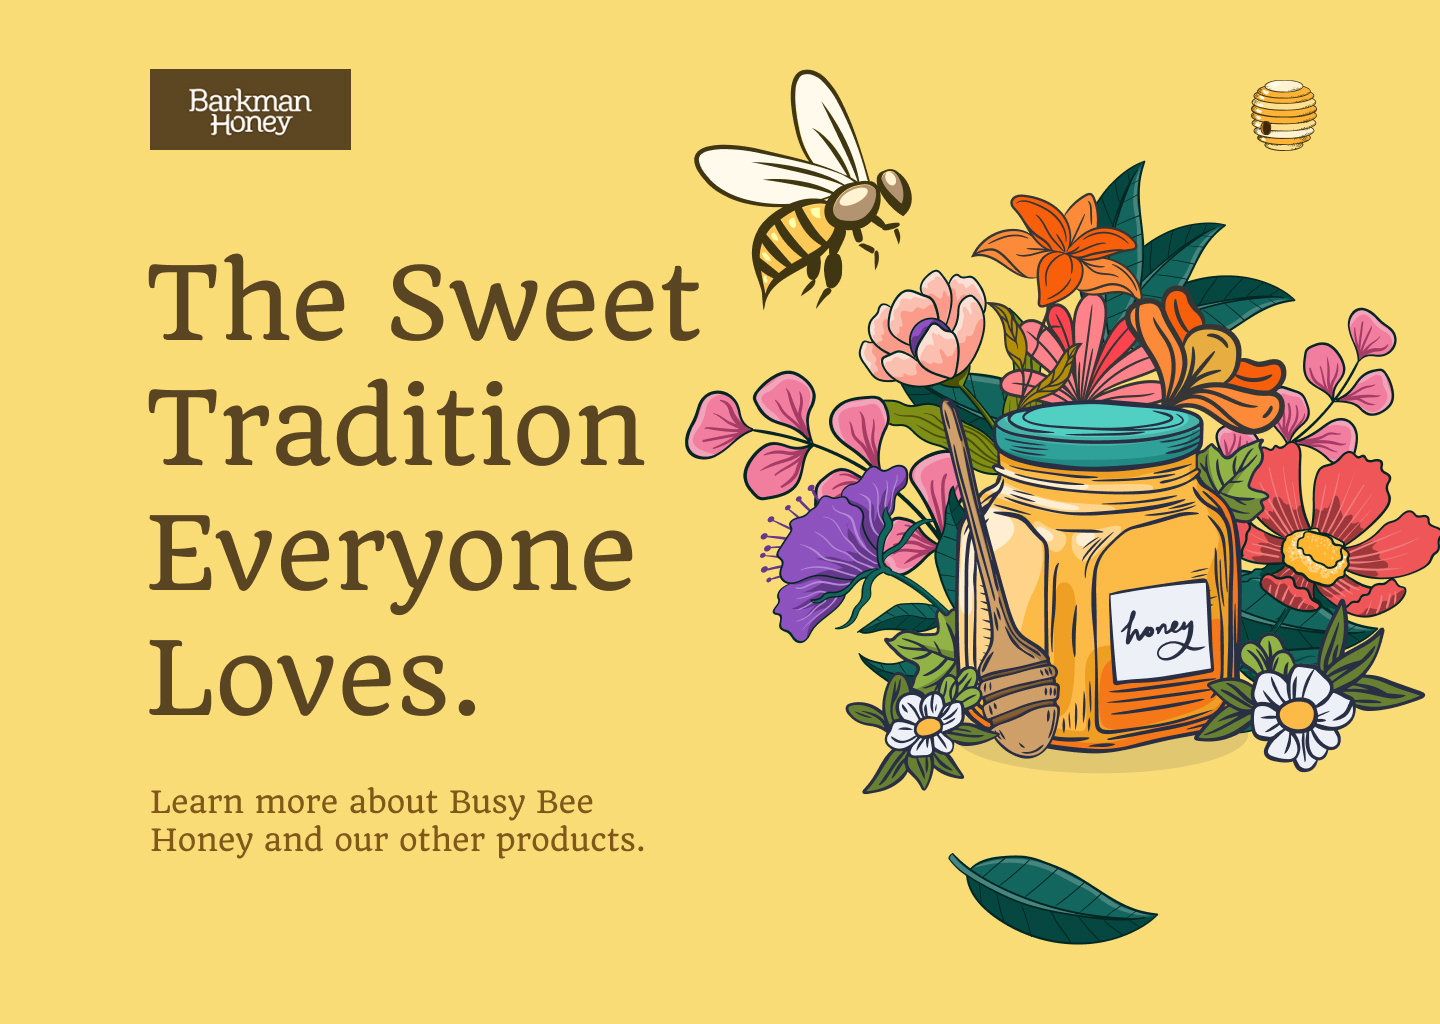 Barkman
Honey
The Sweet
Tradition
Everyone
Loves.
Learn more about Busy Bee
Honey and our other products.
honey